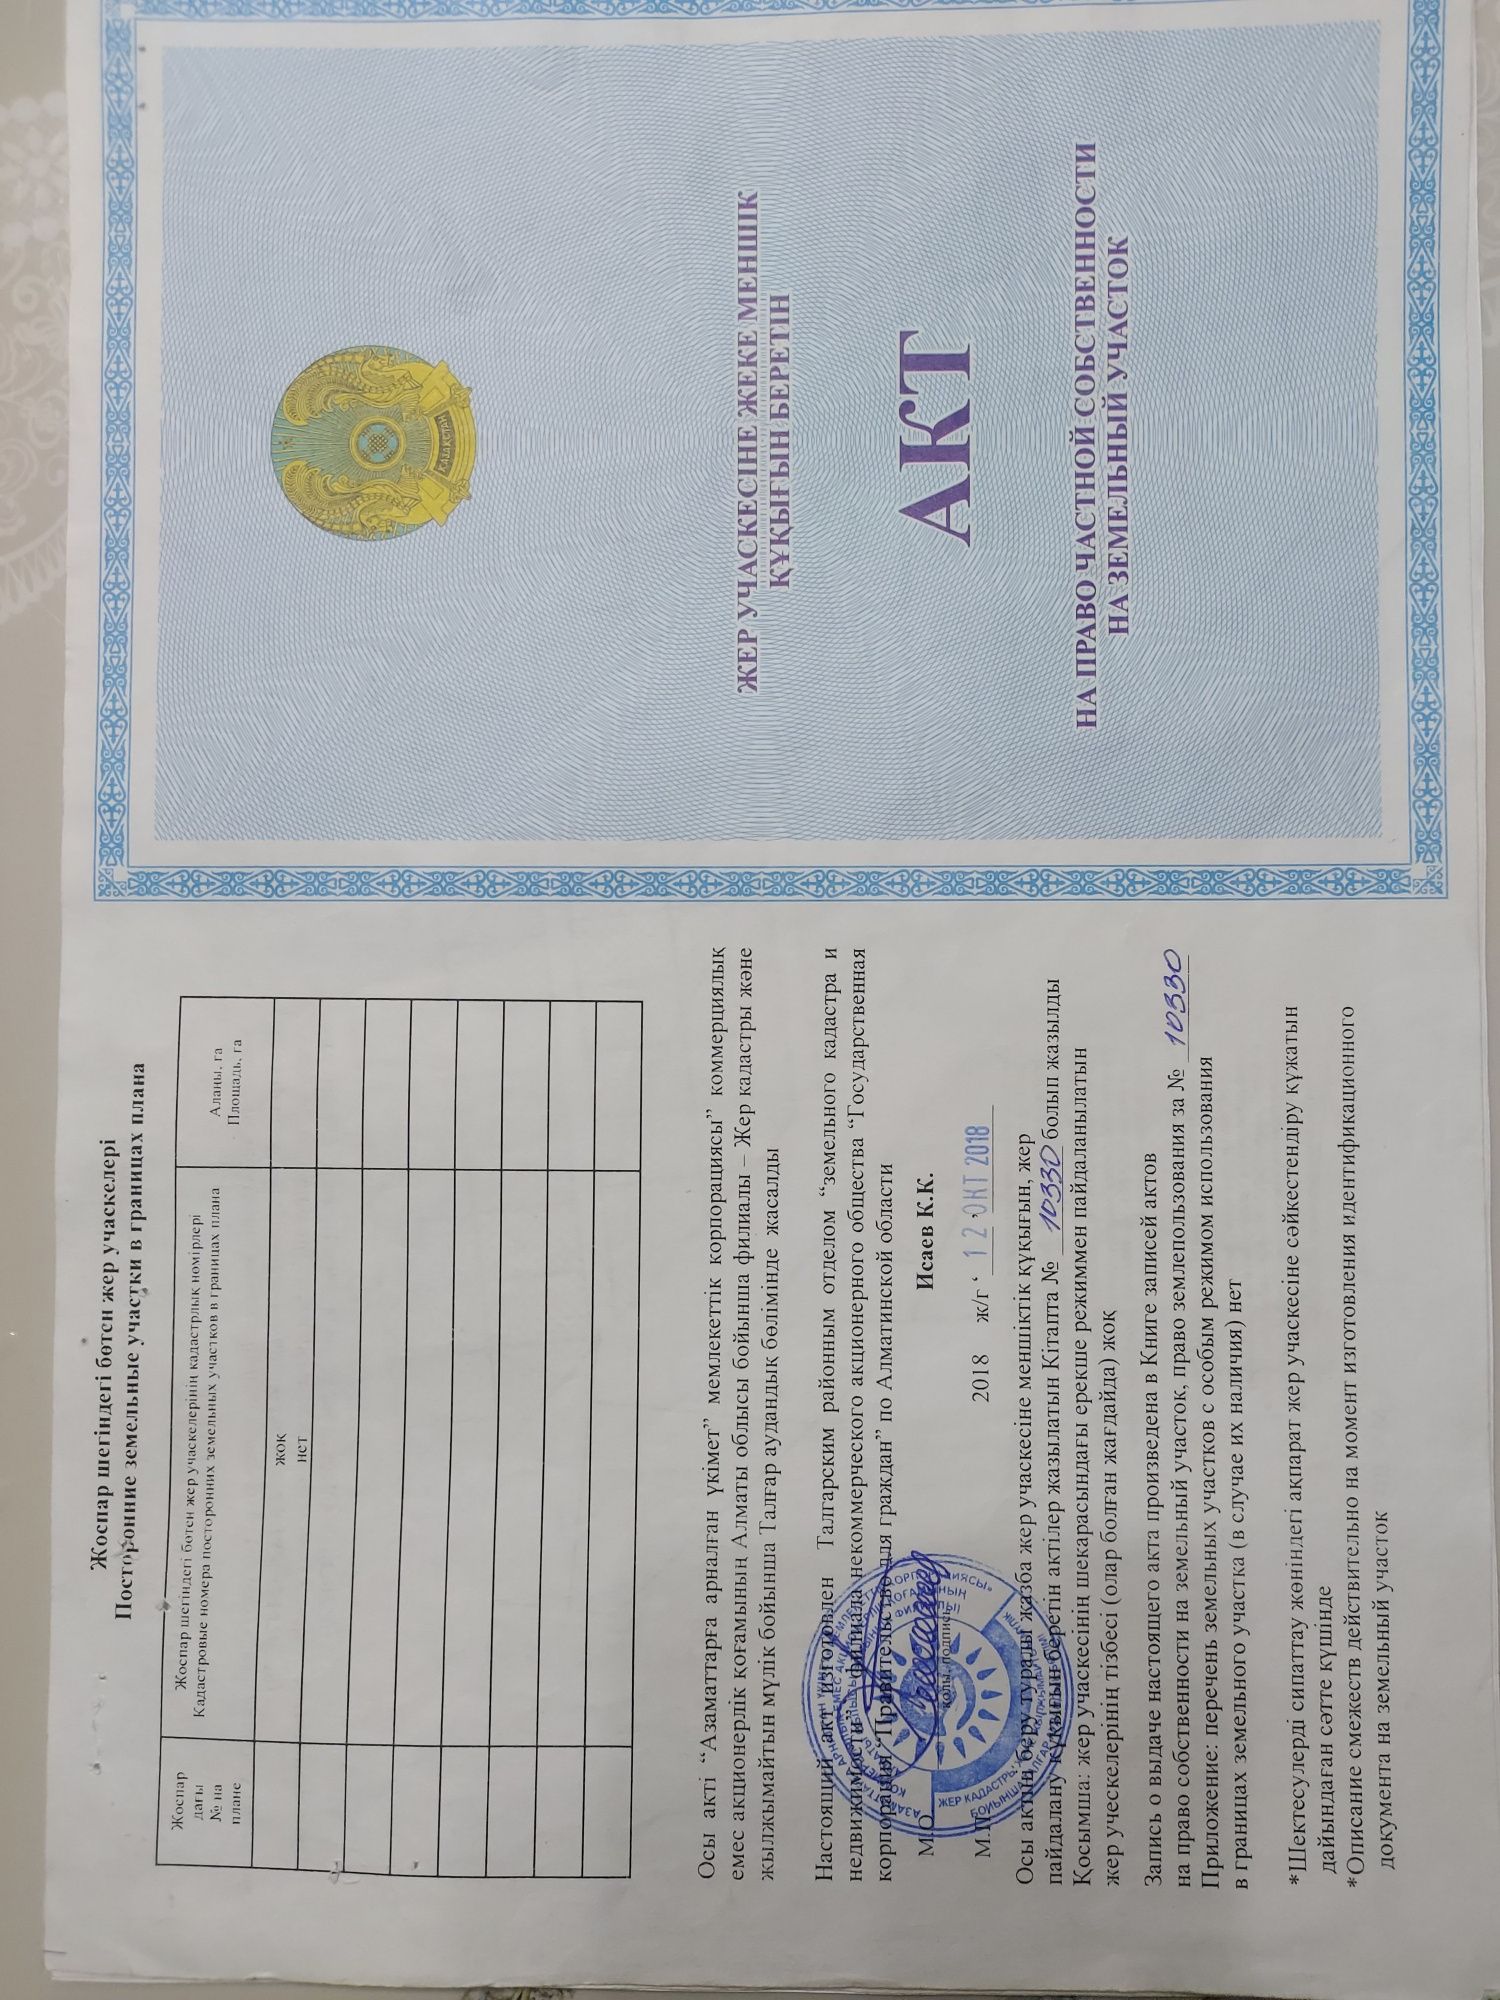 Жоспар шегіндегі бөтен жер учаскелері
Посторонние земельные участки в границах плана
Жоспар
дағы
№ на
плане
Жоспар шегіндегі бөтен жер учаскелерінің кадастрлық нөмірлері
Кадастровые номера посторонних земельных участков в границах плана
Аланы, га
Площадь, га
жоқ
нет
Осы акті “Азаматтарға арналған үкімет” мемлекеттік корпорациясы” коммерциялық
емес акционерлік қоғамының Алматы облысы бойынша филиалы – Жер кадастры және
жылжымайтын мүлік бойынша Талғар аудандық бөлімінде жасалды
Настоящий акт изготовлен Талгарским районным отделом “земельного кадастра и
недвижимости” филиала некоммерческого акционерного общества “Государственная
корпорация “Правительство для граждан” по Алматинской области
М.О. Исаев К.К.
қолы, подпись
М.П. 2018 ж/г ‘ 12 ’ ОКТ 2018
Осы актіні беру туралы жазба жер учаскесіне меншіктік құқығын, жер
пайдалану құқығын беретін актілер жазылатын Кітапта № 10330 болып жазылды
Қосымша: жер учаскесінің шекарасындағы ерекше режиммен пайдаланылатын
жер уческелерінің тізбесі (олар болған жағдайда) жоқ
Запись о выдаче настоящего акта произведена в Книге записей актов
на право собственности на земельный участок, право землепользования за № 10330
Приложение: перечень земельных участков с особым режимом использования
в границах земельного участка (в случае их наличия) нет
*Шектесулерді сипаттау жөніндегі ақпарат жер учаскесіне сәйкестендіру құжатын
дайындаған сәтте күшінде
*Описание смежеств действительно на момент изготовления идентификационного
документа на земельный участок
ҚАЗАҚСТАН
ЖЕР УЧАСКЕСІНЕ ЖЕКЕ МЕНШІК
ҚҰҚЫҒЫН БЕРЕТІН
АКТ
НА ПРАВО ЧАСТНОЙ СОБСТВЕННОСТИ
НА ЗЕМЕЛЬНЫЙ УЧАСТОК